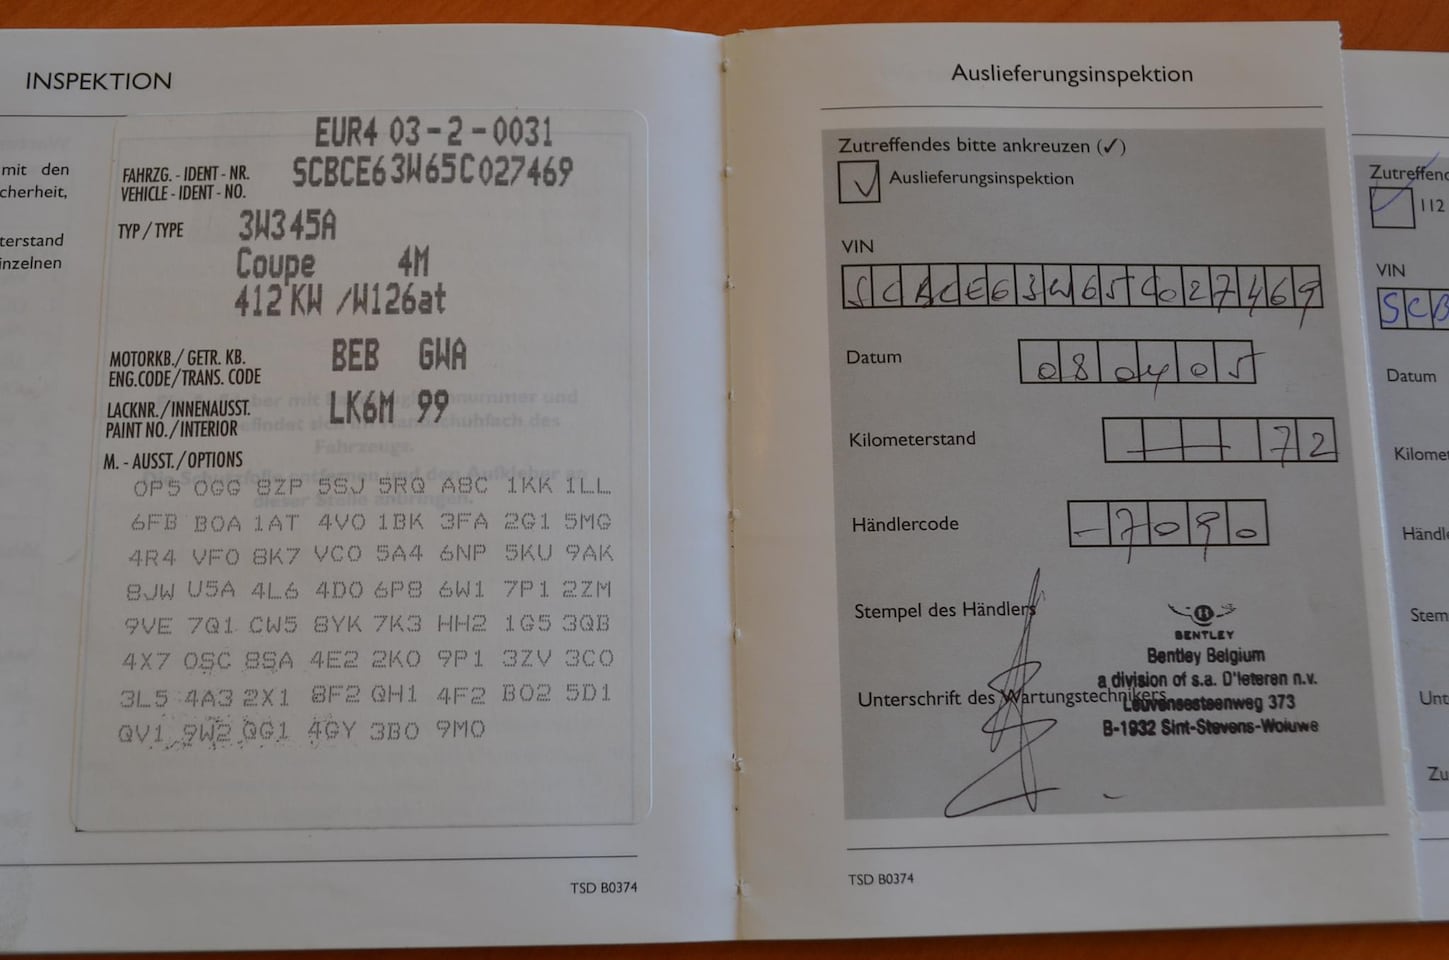 INSPEKTION
mit den
cherheit,
terstand
inzelnen
EUR4 03-2-0031
FAHRZG.-IDENT-NR.
VEHICLE-IDENT-NO.
SCBCE63W65C027469
TYP/TYPE 3W345A
Coupe 4M
412 KW /W126at
MOTORKB./GETR. KB.
ENG.CODE/TRANS. CODE
BEB GWA
LACKNR./INNENAUSST.
PAINT NO./INTERIOR
LK6M 99
M.-AUSST./OPTIONS
0P5 0GG 8ZP 5SJ 5RQ A8C 1KK 1LL
6FB B0A 1AT 4V0 1BK 3FA 2G1 5MG
4R4 VF0 8K7 VC0 5A4 6NP 5KU 9AK
8JW U5A 4L6 4D0 6P8 6W1 7P1 2ZM
9VE 7Q1 CW5 8YK 7K3 HH2 1G5 3QB
4X7 0SC 8SA 4E2 2K0 9P1 3ZV 3C0
3L5 4A3 2X1 8F2 QH1 4F2 B02 5D1
QV1 9W2 QG1 4GY 3B0 9M0
TSD B0374
Auslieferungsinspektion
Zutreffendes bitte ankreuzen (✓)
✓ Auslieferungsinspektion
VIN
SCBCE63W65C027469
Datum 080405
Kilometerstand 72
Händlercode -7090
Stempel des Händlers
BENTLEY
Bentley Belgium
a division of s.a. D'Ieteren n.v.
Leuvensesteenweg 373
B-1932 Sint-Stevens-Woluwe
Unterschrift des Wartungstechnikers
TSD B0374
Zutreffend
112
VIN
SCB
Datum
Kilomet
Händle
Stem
Unt
Zu